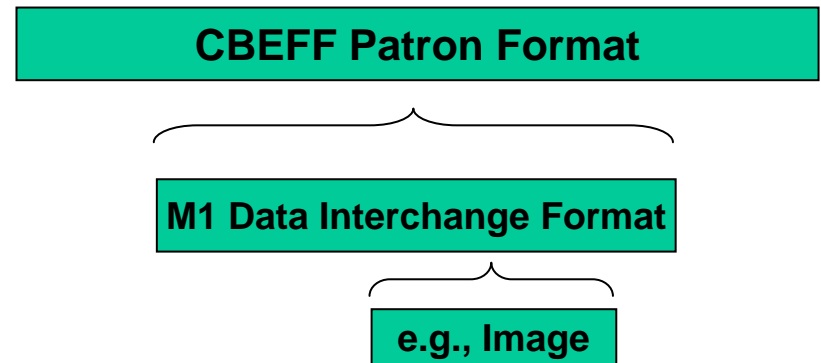 CBEFF Patron Format
M1 Data Interchange Format
e.g., Image